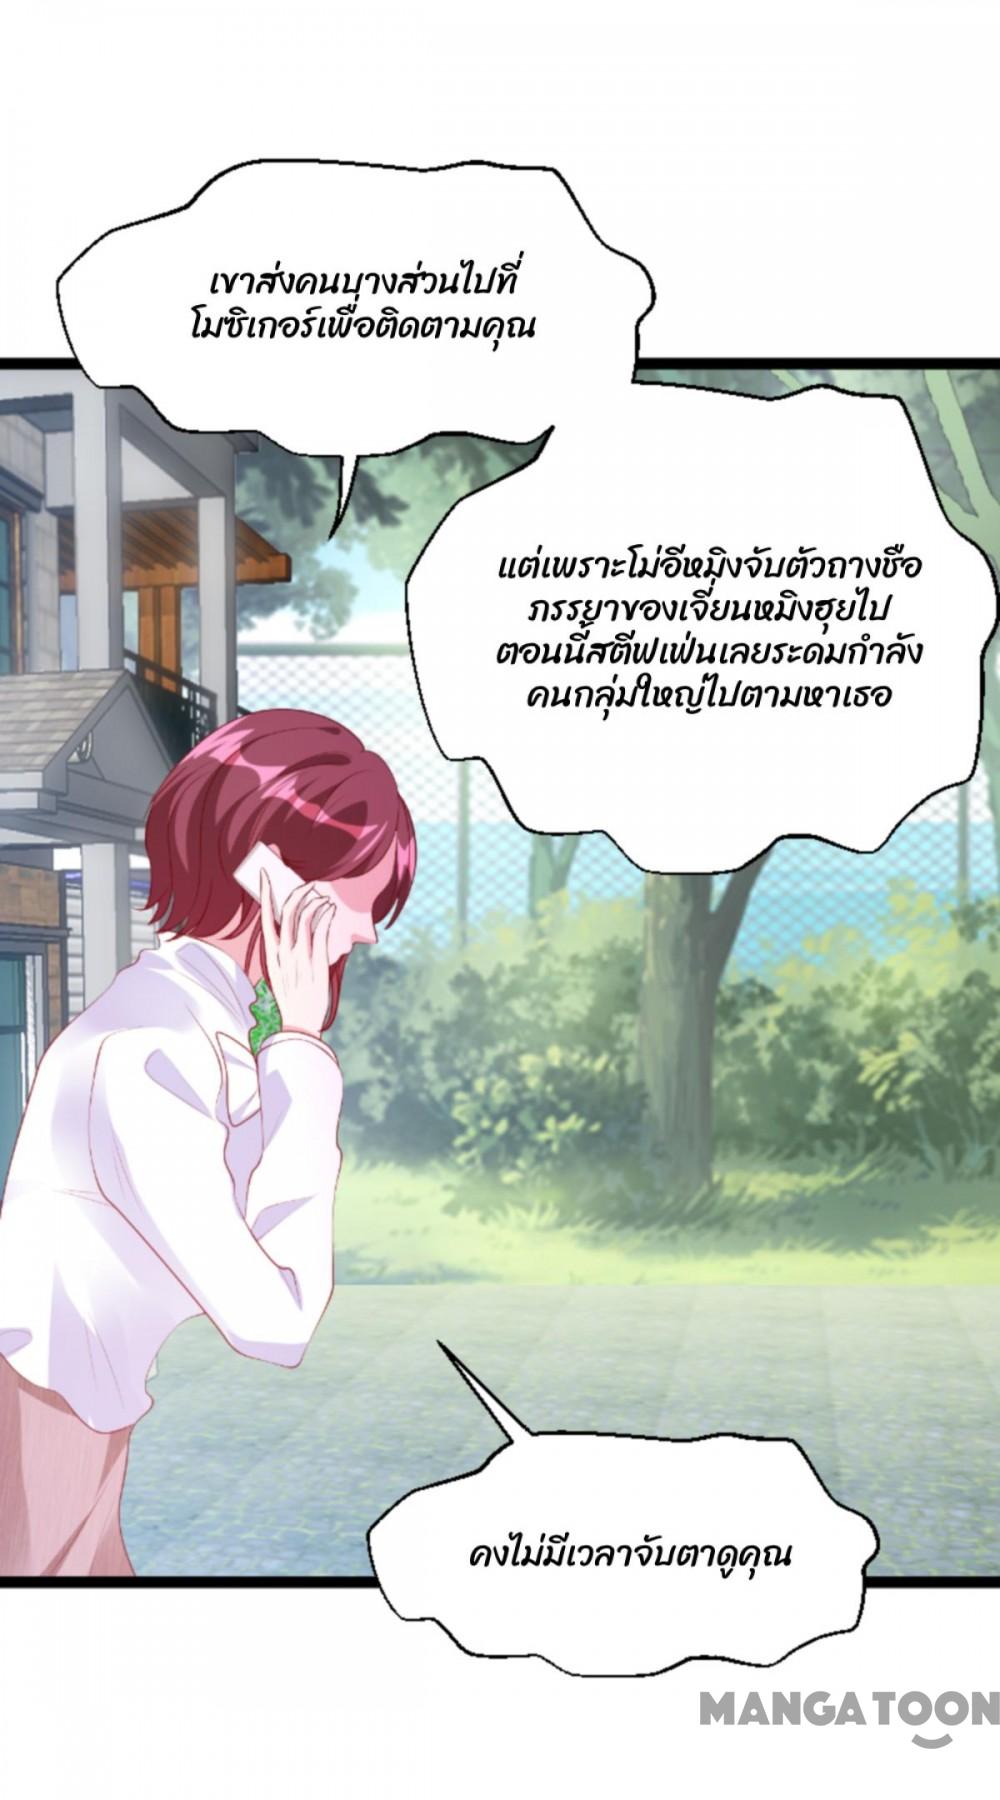 เขาส่งคนบางส่วนไปที่
โมซิเกอร์เพื่อติดตามคุณ
แต่เพราะโม่อีหมิงจับตัวถางซือ
ภรรยาของเจี่ยนหมิงฮุยไป
ตอนนี้สตีฟเฟ่นเลยระดมกำลัง
คนกลุ่มใหญ่ไปตามหาเธอ
คงไม่มีเวลาจับตาดูคุณ
MANGATOON